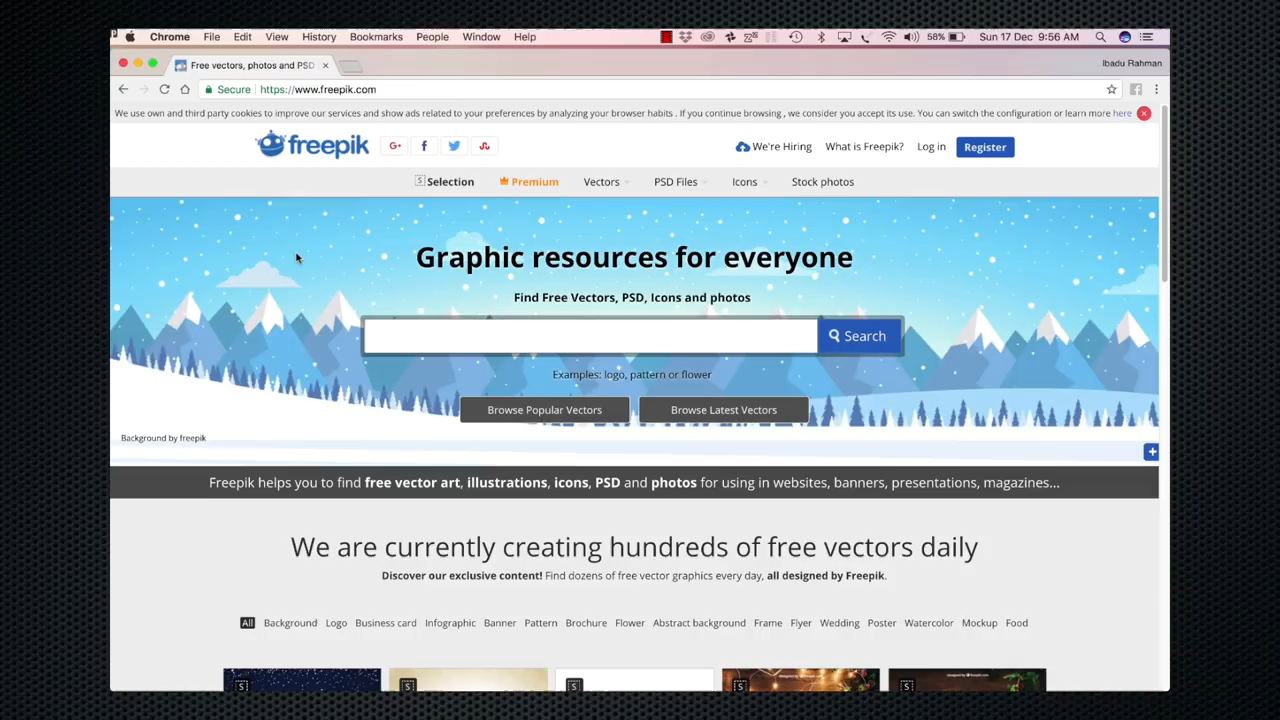 Chrome File Edit View History Bookmarks People Window Help 58% Sun 17 Dec 9:56 AM
Free vectors, photos and PSD
Ibadu Rahman
Secure https://www.freepik.com
We use own and third party cookies to improve our services and show ads related to your preferences by analyzing your browser habits . If you continue browsing , we consider you accept its use. You can switch the configuration or learn more here
freepik G+ f We're Hiring What is Freepik? Log in Register
S Selection Premium Vectors PSD Files Icons Stock photos
Graphic resources for everyone
Find Free Vectors, PSD, Icons and photos
Search
Examples: logo, pattern or flower
Browse Popular Vectors Browse Latest Vectors
Background by freepik
Freepik helps you to find free vector art, illustrations, icons, PSD and photos for using in websites, banners, presentations, magazines...
We are currently creating hundreds of free vectors daily
Discover our exclusive content! Find dozens of free vector graphics every day, all designed by Freepik.
All Background Logo Business card Infographic Banner Pattern Brochure Flower Abstract background Frame Flyer Wedding Poster Watercolor Mockup Food
S S S S S